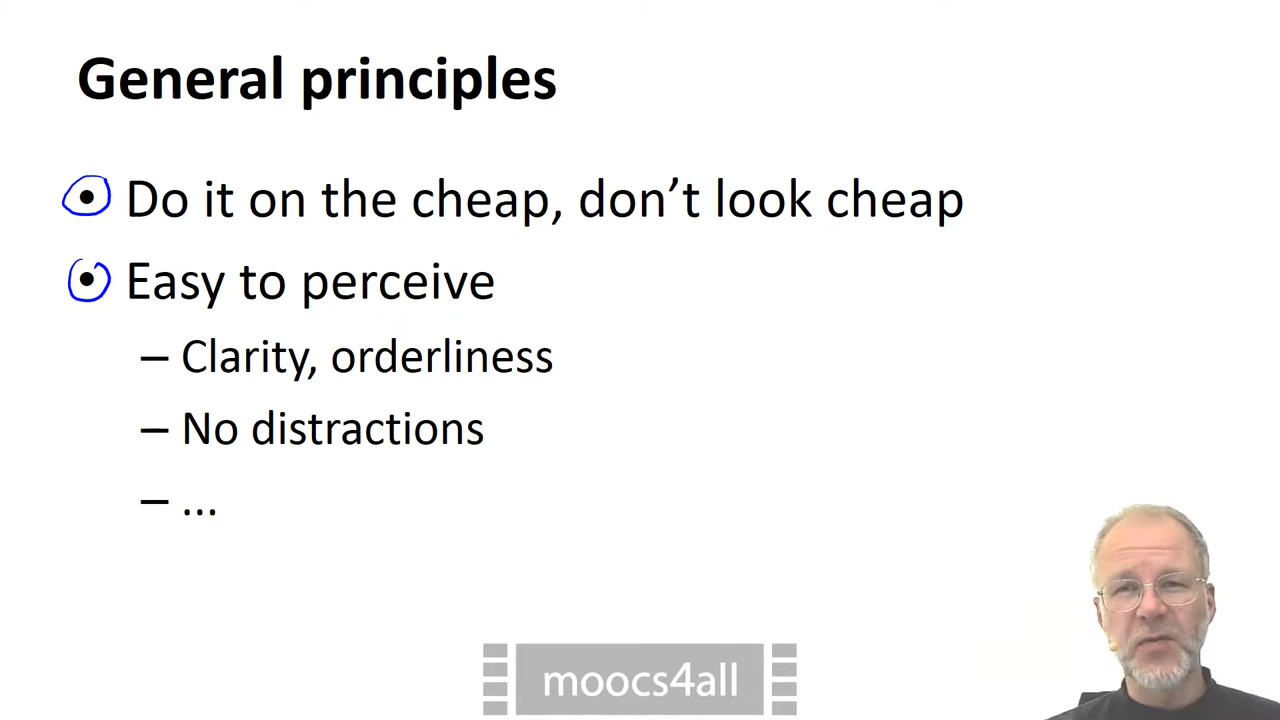 General principles
• Do it on the cheap, don’t look cheap
• Easy to perceive
– Clarity, orderliness
– No distractions
– ...
moocs4all